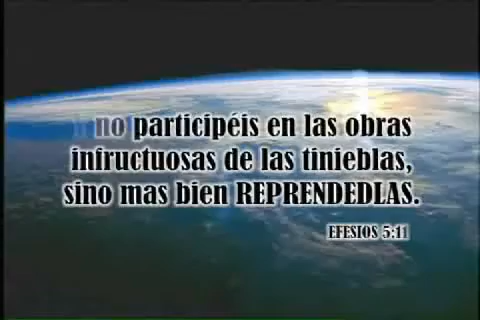 no participéis en las obras
infructuosas de las tinieblas,
sino mas bien REPRENDEDLAS.
EFESIOS 5:11